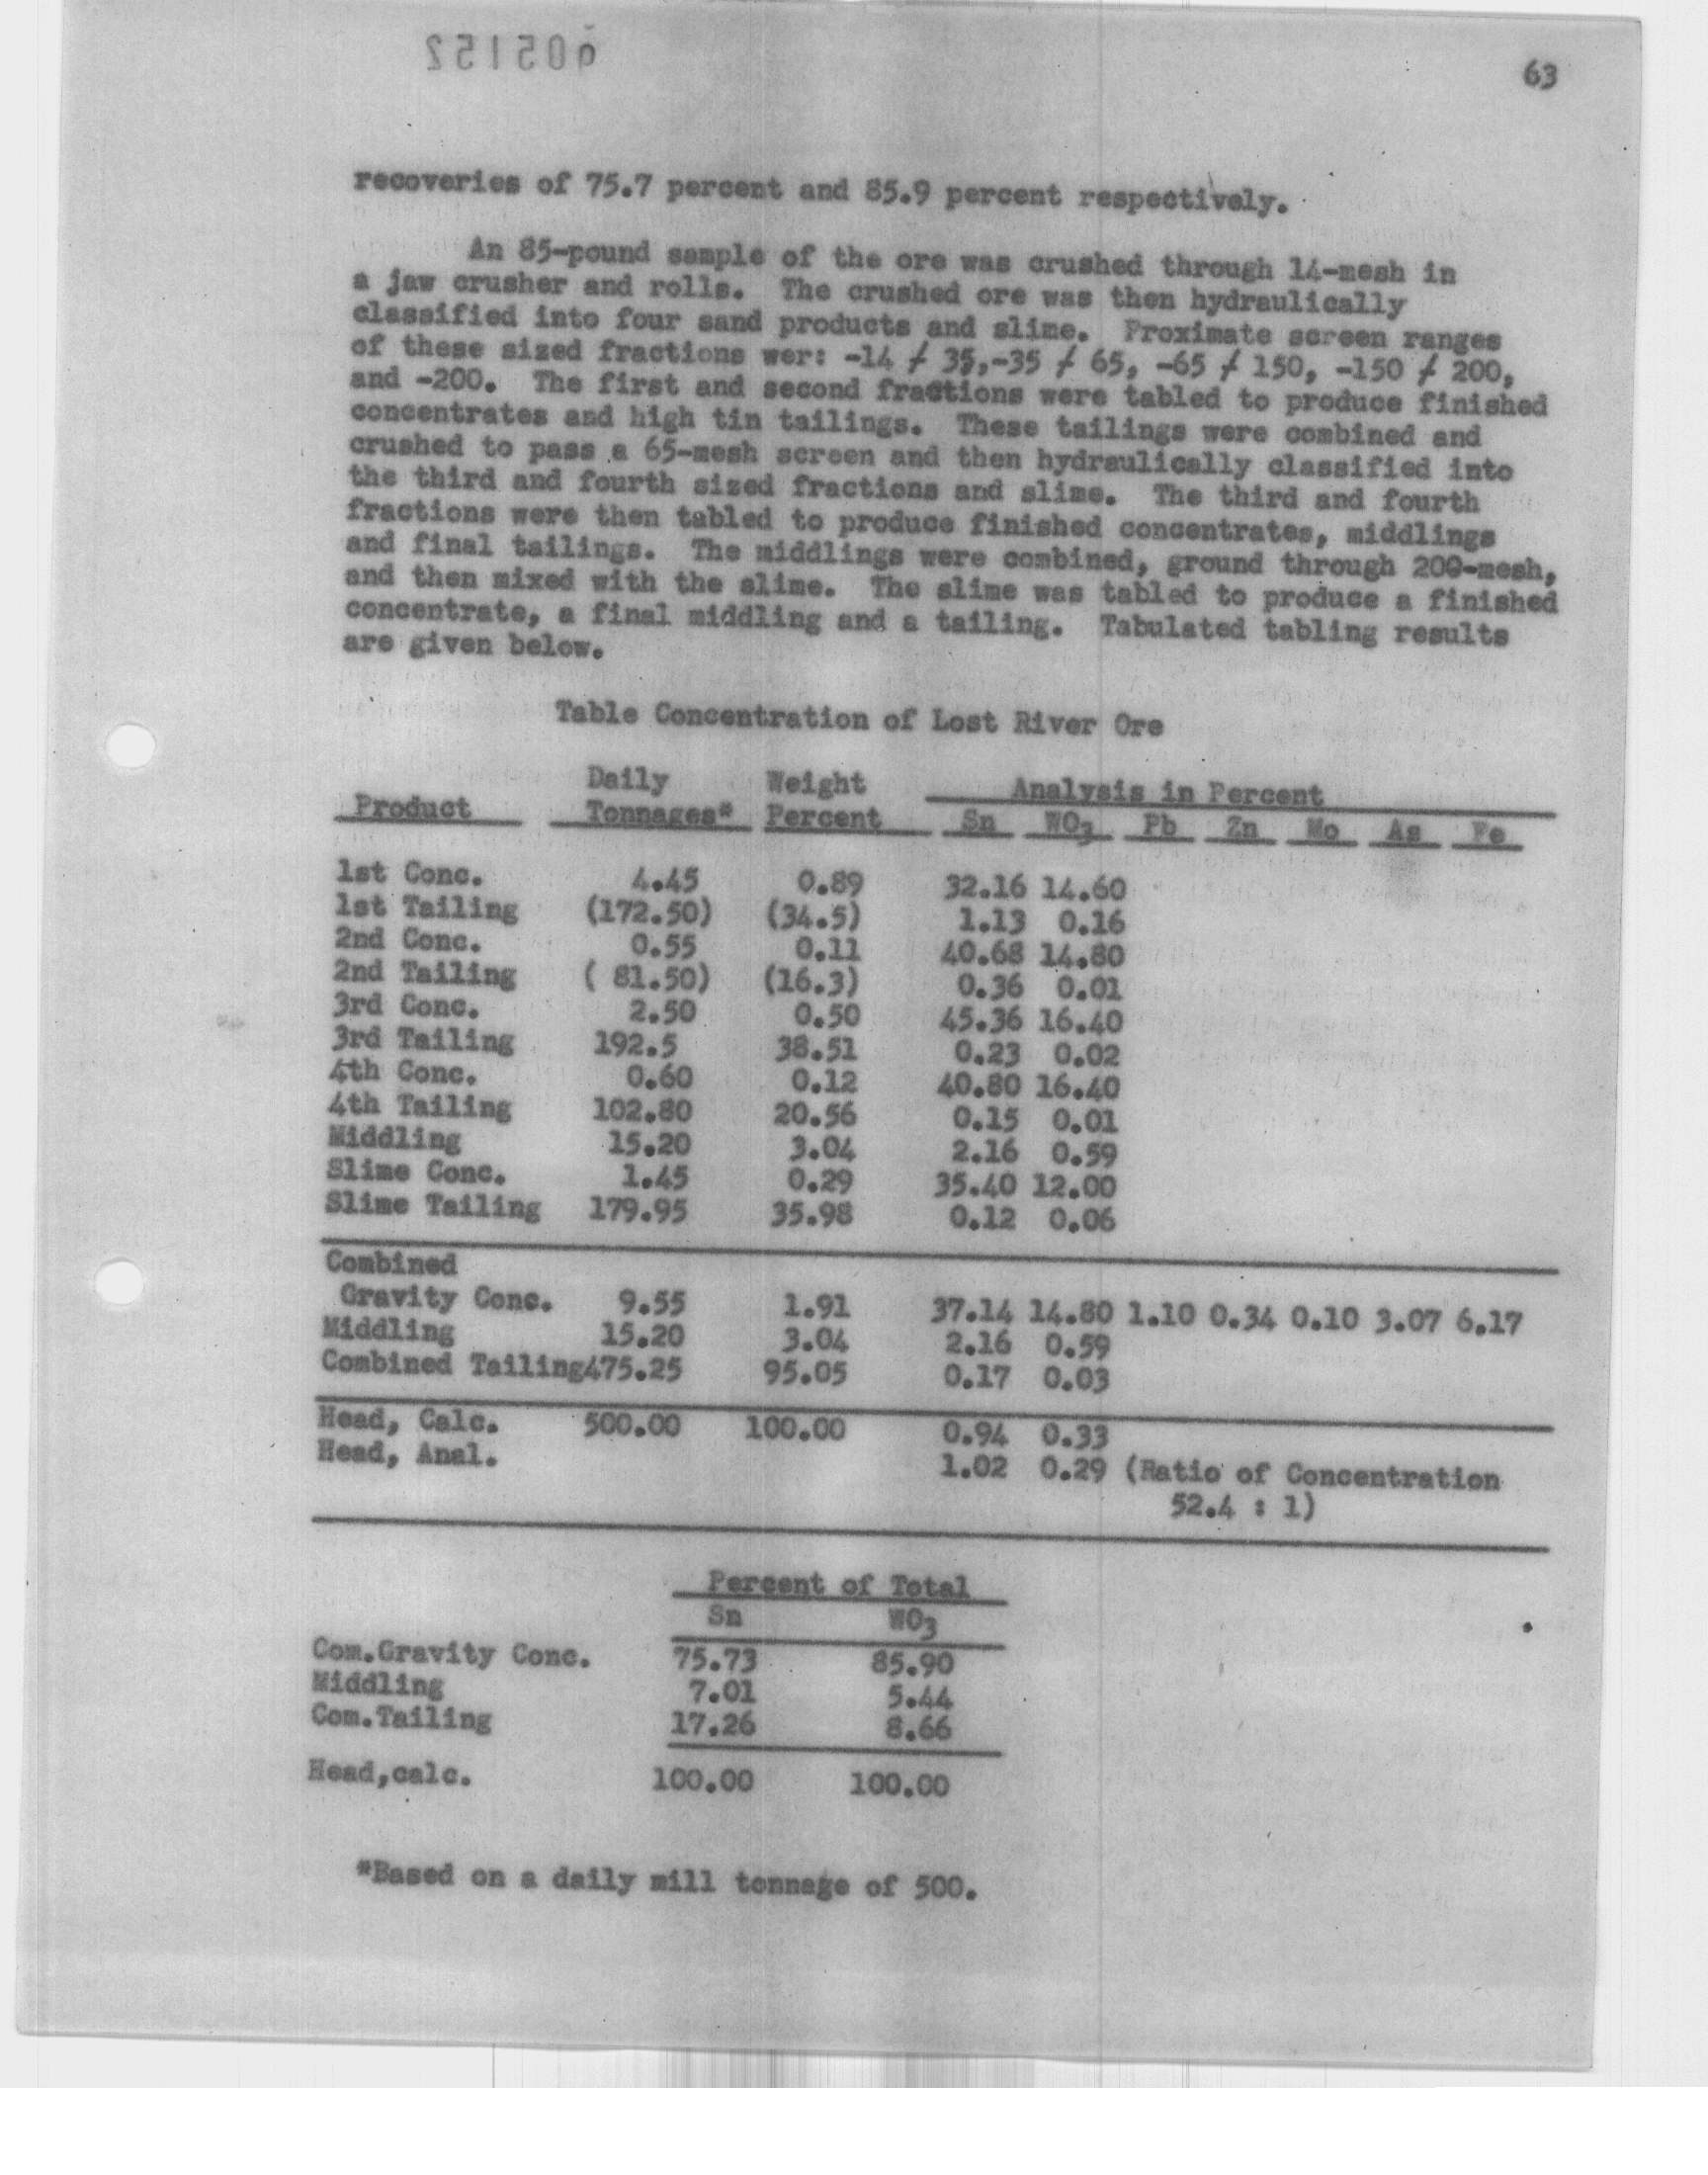 005152
63
recoveries of 75.7 percent and 85.9 percent respectively.
An 85-pound sample of the ore was crushed through 14-mesh in
a jaw crusher and rolls. The crushed ore was then hydraulically
classified into four sand products and slime. Proximate screen ranges
of these sized fractions wer: -14 ⌿ 35,-35 ⌿ 65, -65 ⌿ 150, -150 ⌿ 200,
and -200. The first and second fractions were tabled to produce finished
concentrates and high tin tailings. These tailings were combined and
crushed to pass a 65-mesh screen and then hydraulically classified into
the third and fourth sized fractions and slime. The third and fourth
fractions were then tabled to produce finished concentrates, middlings
and final tailings. The middlings were combined, ground through 200-mesh,
and then mixed with the slime. The slime was tabled to produce a finished
concentrate, a final middling and a tailing. Tabulated tabling results
are given below.
Table Concentration of Lost River Ore
Daily Weight Analysis in Percent
Product Tonnages* Percent Sn WO3 Pb Zn Mo As Fe
1st Conc. 4.45 0.89 32.16 14.60
1st Tailing (172.50) (34.5) 1.13 0.16
2nd Conc. 0.55 0.11 40.68 14.80
2nd Tailing ( 81.50) (16.3) 0.36 0.01
3rd Conc. 2.50 0.50 45.36 16.40
3rd Tailing 192.5 38.51 0.23 0.02
4th Conc. 0.60 0.12 40.80 16.40
4th Tailing 102.80 20.56 0.15 0.01
Middling 15.20 3.04 2.16 0.59
Slime Conc. 1.45 0.29 35.40 12.00
Slime Tailing 179.95 35.98 0.12 0.06
Combined
Gravity Conc. 9.55 1.91 37.14 14.80 1.10 0.34 0.10 3.07 6.17
Middling 15.20 3.04 2.16 0.59
Combined Tailing475.25 95.05 0.17 0.03
Head, Calc. 500.00 100.00 0.94 0.33
Head, Anal. 1.02 0.29 (Ratio of Concentration
52.4 : 1)
Percent of Total
Sn WO3
Com.Gravity Conc. 75.73 85.90
Middling 7.01 5.44
Com.Tailing 17.26 8.66
Head,calc. 100.00 100.00
*Based on a daily mill tonnage of 500.